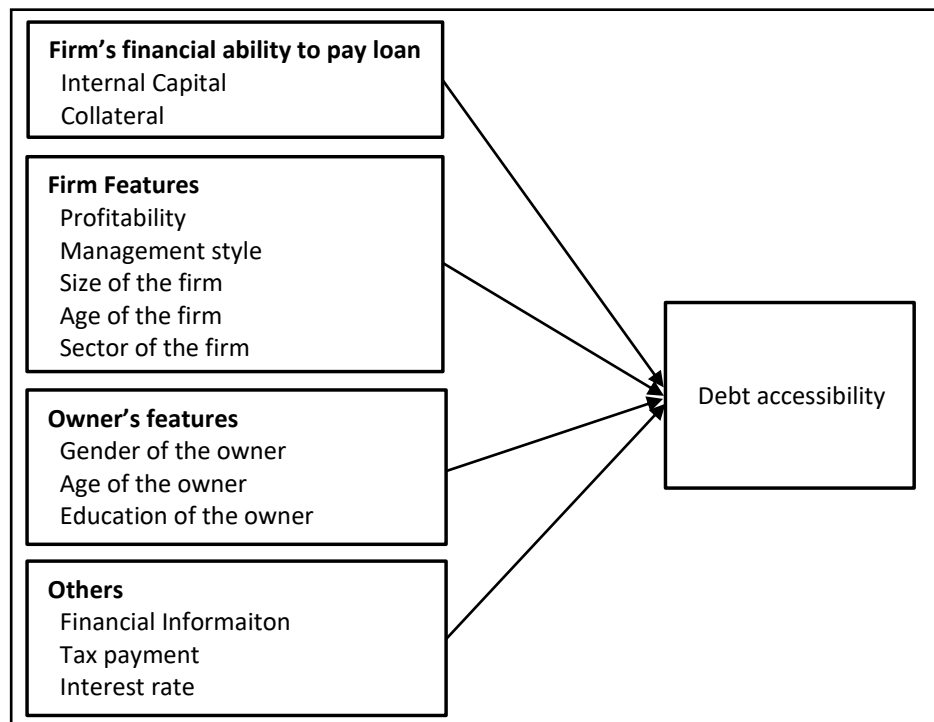 Firm’s financial ability to pay loan
Internal Capital
Collateral
Firm Features
Profitability
Management style
Size of the firm
Age of the firm
Sector of the firm
Owner’s features
Gender of the owner
Age of the owner
Education of the owner
Others
Financial Informaiton
Tax payment
Interest rate
Debt accessibility